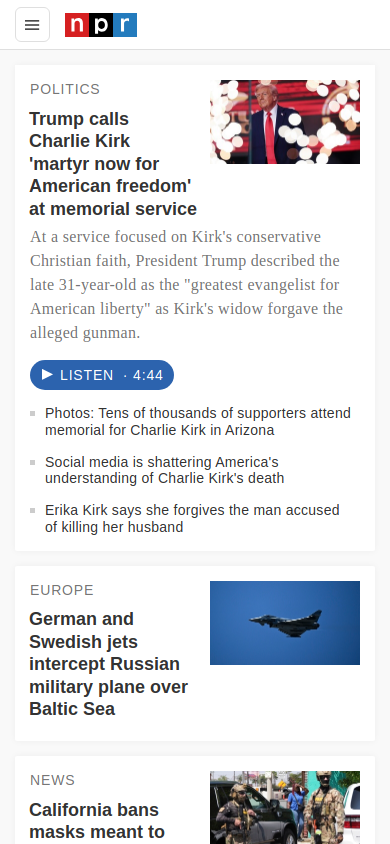 npr
POLITICS
Trump calls
Charlie Kirk
'martyr now for
American freedom'
at memorial service
At a service focused on Kirk's conservative
Christian faith, President Trump described the
late 31-year-old as the "greatest evangelist for
American liberty" as Kirk's widow forgave the
alleged gunman.
LISTEN · 4:44
Photos: Tens of thousands of supporters attend
memorial for Charlie Kirk in Arizona
Social media is shattering America's
understanding of Charlie Kirk's death
Erika Kirk says she forgives the man accused
of killing her husband
EUROPE
German and
Swedish jets
intercept Russian
military plane over
Baltic Sea
NEWS
California bans
masks meant to